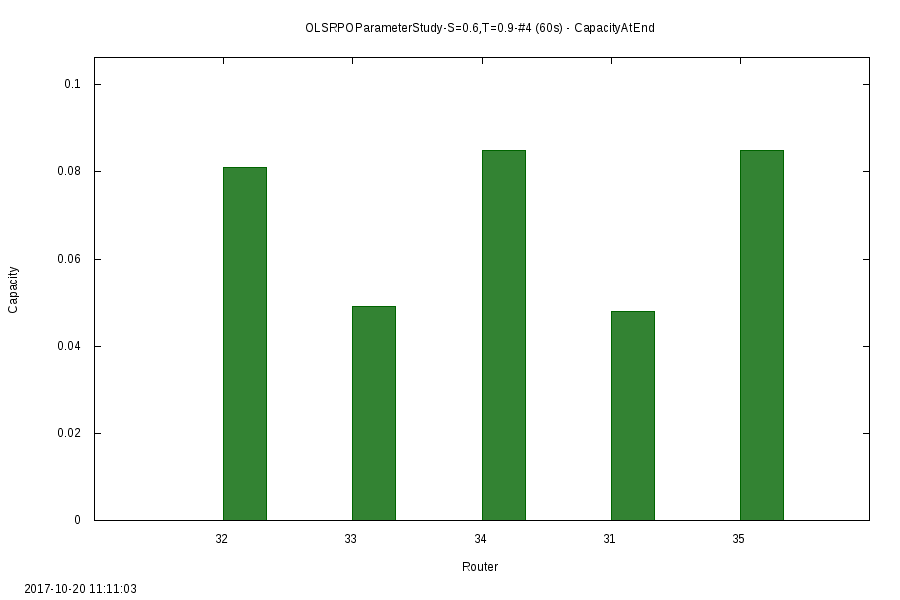 OLSRPOParameterStudy-S=0.6,T=0.9-#4 (60s) - CapacityAtEnd
0.1
0.08
0.06
0.04
0.02
0
Capacity
32 33 34 31 35
Router
2017-10-20 11:11:03